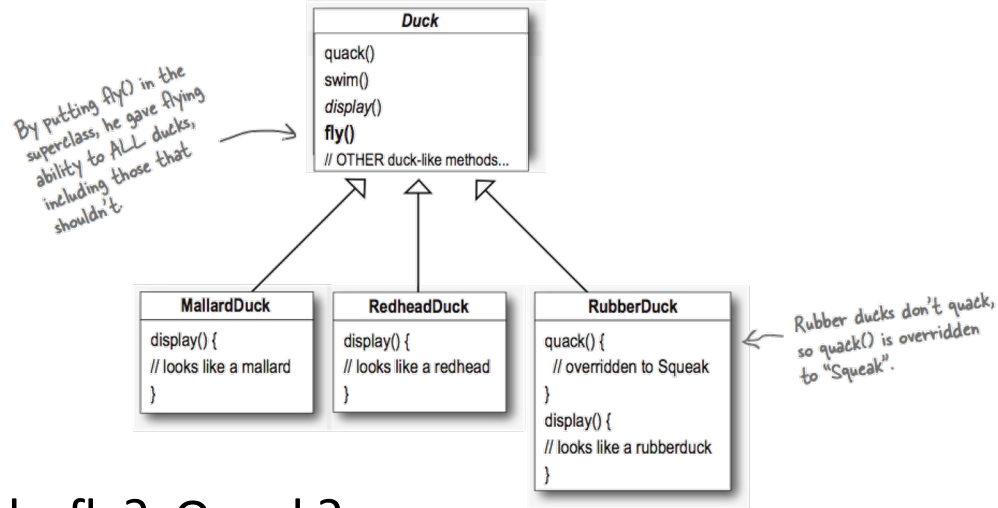 Duck
quack()
swim()
display()
fly()
// OTHER duck-like methods...
By putting fly() in the
superclass, he gave flying
ability to ALL ducks,
including those that
shouldn't.
MallardDuck
display() {
// looks like a mallard
}
RedheadDuck
display() {
// looks like a redhead
}
RubberDuck
quack() {
// overridden to Squeak
}
display() {
// looks like a rubberduck
}
Rubber ducks don't quack,
so quack() is overridden
to "Squeak".